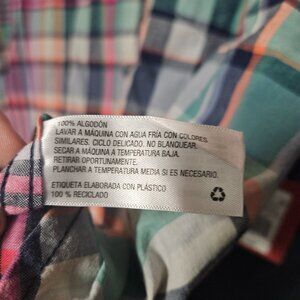 100% ALGODÓN
LAVAR A MÁQUINA CON AGUA FRÍA CON COLORES
SIMILARES. CICLO DELICADO. NO BLANQUEAR.
SECAR A MÁQUINA A TEMPERATURA BAJA.
RETIRAR OPORTUNAMENTE.
PLANCHAR A TEMPERATURA MEDIA SI ES NECESARIO.
ETIQUETA ELABORADA CON PLÁSTICO
100 % RECICLADO